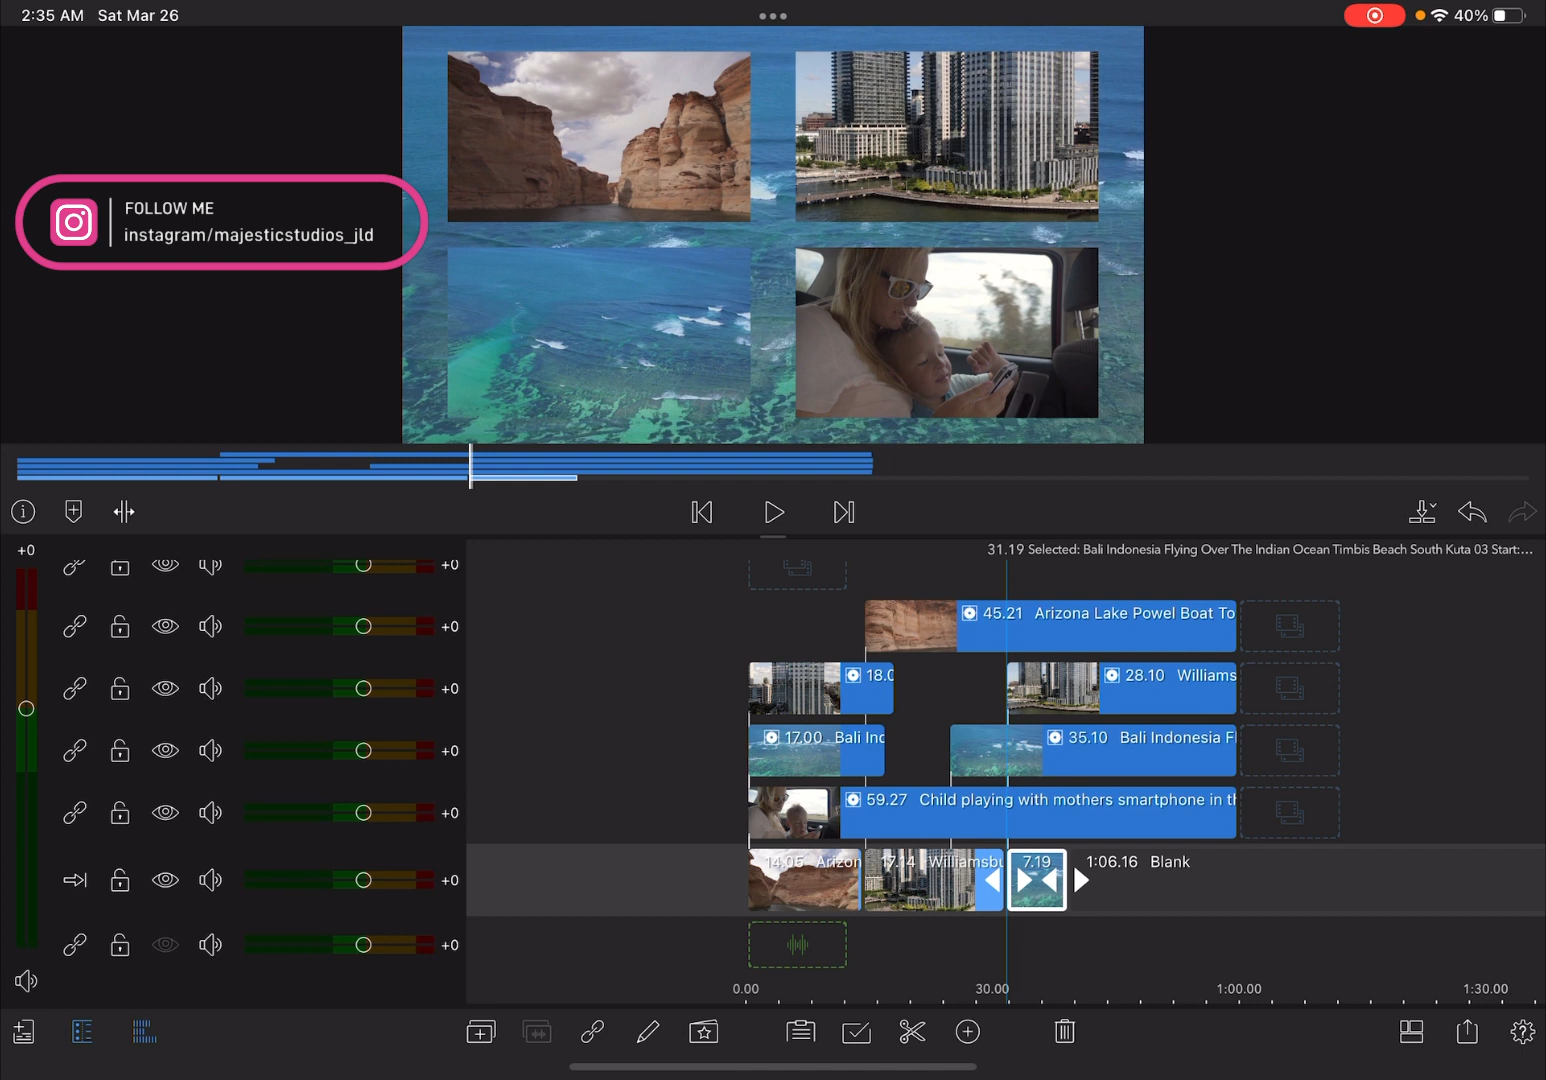 2:35 AM Sat Mar 26
40%
FOLLOW ME
instagram/majesticstudios_jld
+0
31.19 Selected: Bali Indonesia Flying Over The Indian Ocean Timbis Beach South Kuta 03 Start:...
+0
+0
45.21 Arizona Lake Powel Boat To
+0
18.0
28.10 Williams
+0
17.00 Bali Ind
35.10 Bali Indonesia Fl
+0
59.27 Child playing with mothers smartphone in th
+0
14.05 Arizon
17.14 Williamsbu
7.19
1:06.16 Blank
+0
0.00
30.00
1:00.00
1:30.00